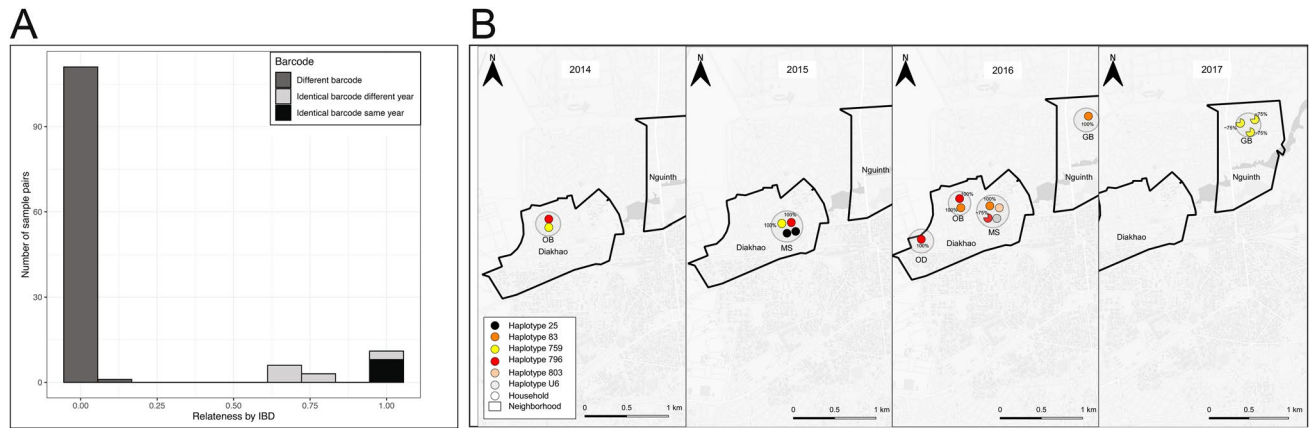 A
Barcode
Different barcode
Identical barcode different year
Identical barcode same year
Number of sample pairs
90
60
30
0
0.00 0.25 0.50 0.75 1.00
Relateness by IBD
B
N
2014
Nguinth
OB
Diakhao
Haplotype 25
Haplotype 83
Haplotype 759
Haplotype 796
Haplotype 803
Haplotype U6
Household
Neighborhood
0 0.5 1 km
N
2015
Nguinth
100%
100%
Diakhao
MS
0 0.5 1 km
N
2016
100%
GB
Nguinth
100%
100%
100%
OB
~75%
MS
Diakhao
100%
OD
0 0.5 1 km
N
2017
~75%
~75%
~75%
GB
Nguinth
Diakhao
0 0.5 1 km